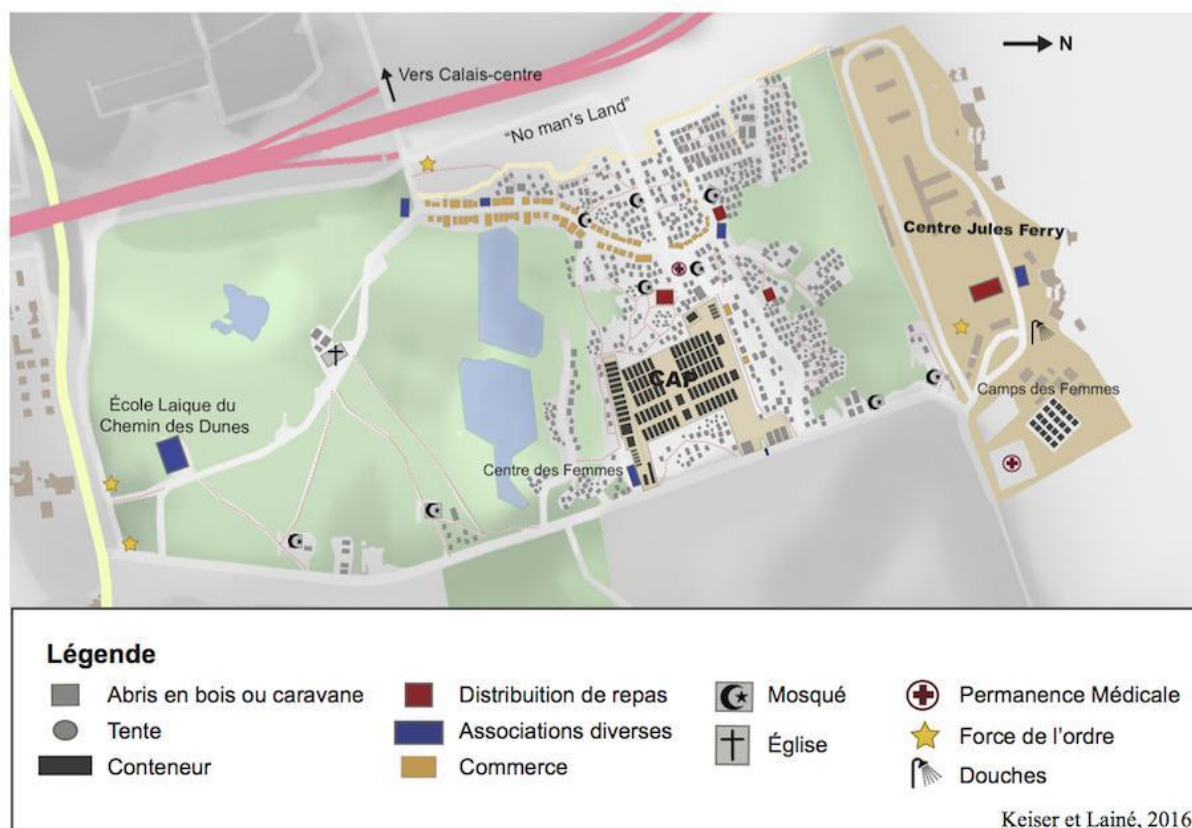 N
Vers Calais-centre
"No man's Land"
Centre Jules Ferry
CAP
Camps des Femmes
École Laique du
Chemin des Dunes
Centre des Femmes
Légende
Abris en bois ou caravane
Tente
Conteneur
Distribuition de repas
Associations diverses
Commerce
Mosqué
Église
Permanence Médicale
Force de l'ordre
Douches
Keiser et Lainé, 2016